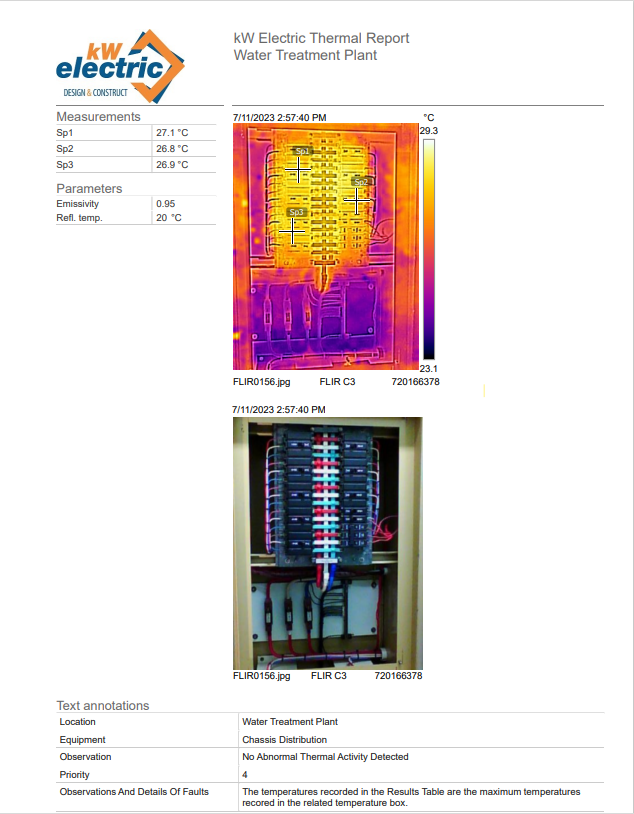 kW
electric
DESIGN & CONSTRUCT
kW Electric Thermal Report
Water Treatment Plant
Measurements
Sp1 27.1 °C
Sp2 26.8 °C
Sp3 26.9 °C
Parameters
Emissivity 0.95
Refl. temp. 20 °C
7/11/2023 2:57:40 PM °C
29.3
Sp1
Sp2
Sp3
23.1
FLIR0156.jpg FLIR C3 720166378
7/11/2023 2:57:40 PM
FLIR0156.jpg FLIR C3 720166378
Text annotations
Location Water Treatment Plant
Equipment Chassis Distribution
Observation No Abnormal Thermal Activity Detected
Priority 4
Observations And Details Of Faults The temperatures recorded in the Results Table are the maximum temperatures
recored in the related temperature box.